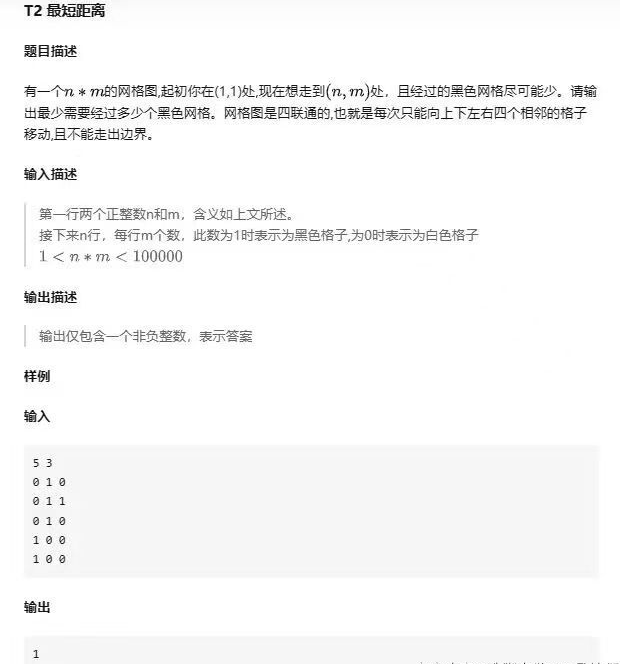 T2 最短距离
题目描述
有一个n * m的网格图,起初你在(1,1)处,现在想走到(n, m)处，且经过的黑色网格尽可能少。请输
出最少需要经过多少个黑色网格。网格图是四联通的,也就是每次只能向上下左右四个相邻的格子
移动,且不能走出边界。
输入描述
第一行两个正整数n和m，含义如上文所述。
接下来n行，每行m个数，此数为1时表示为黑色格子,为0时表示为白色格子
1 < n * m < 100000
输出描述
输出仅包含一个非负整数，表示答案
样例
输入
5 3
0 1 0
0 1 1
0 1 0
1 0 0
1 0 0
输出
1